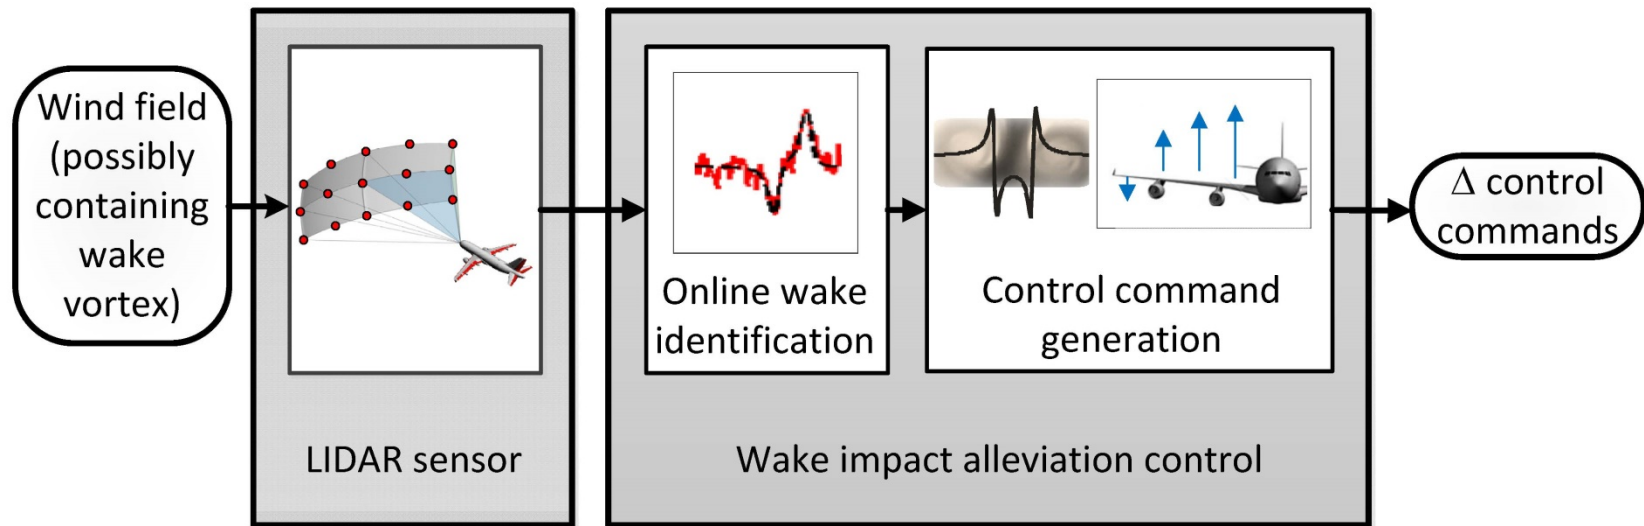 Wind field
(possibly
containing
wake
vortex)
LIDAR sensor
Online wake
identification
Control command
generation
Wake impact alleviation control
Δ control
commands